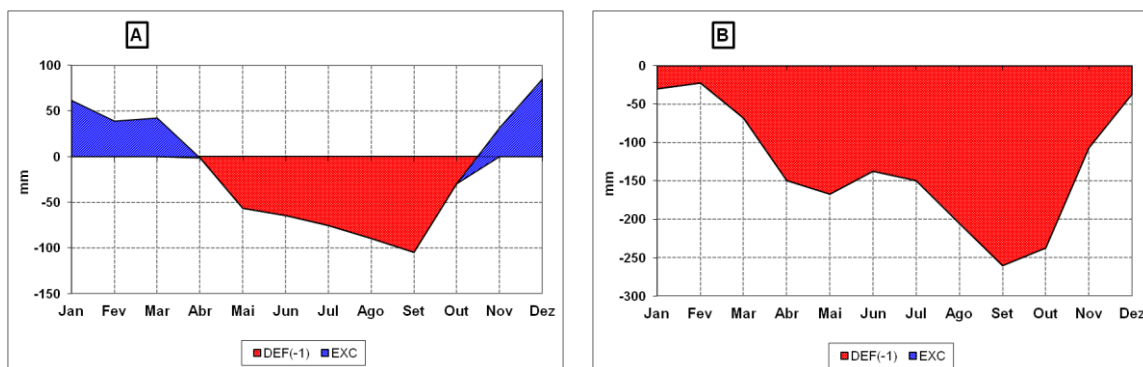 A
100
50
0
-50
-100
-150
mm
Jan Fev Mar Abr Mai Jun Jul Ago Set Out Nov Dez
DEF(-1) EXC
B
0
-50
-100
-150
-200
-250
-300
mm
Jan Fev Mar Abr Mai Jun Jul Ago Set Out Nov Dez
DEF(-1) EXC